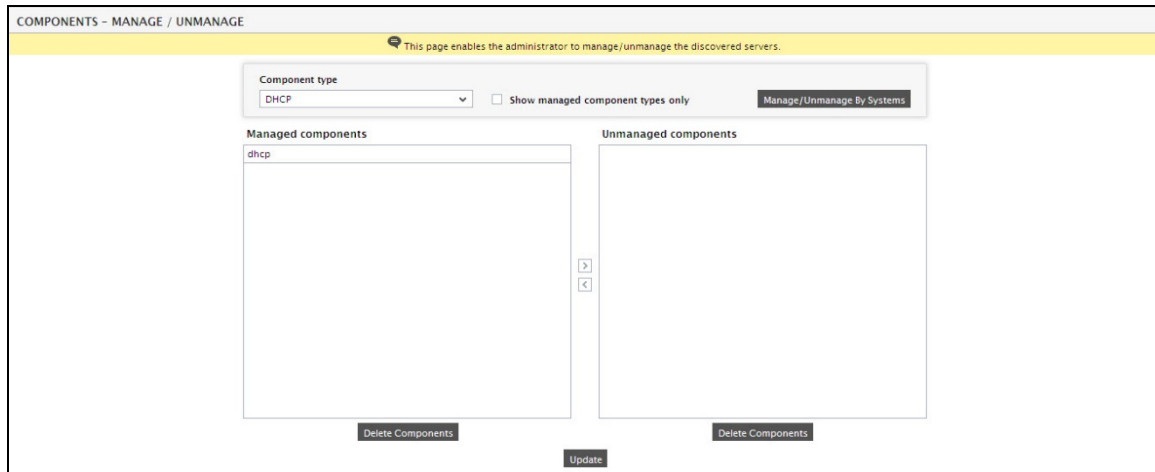 COMPONENTS - MANAGE / UNMANAGE
This page enables the administrator to manage/unmanage the discovered servers.
Component type
DHCP
Show managed component types only
Manage/Unmanage By Systems
Managed components
Unmanaged components
dhcp
>
<
Delete Components
Delete Components
Update